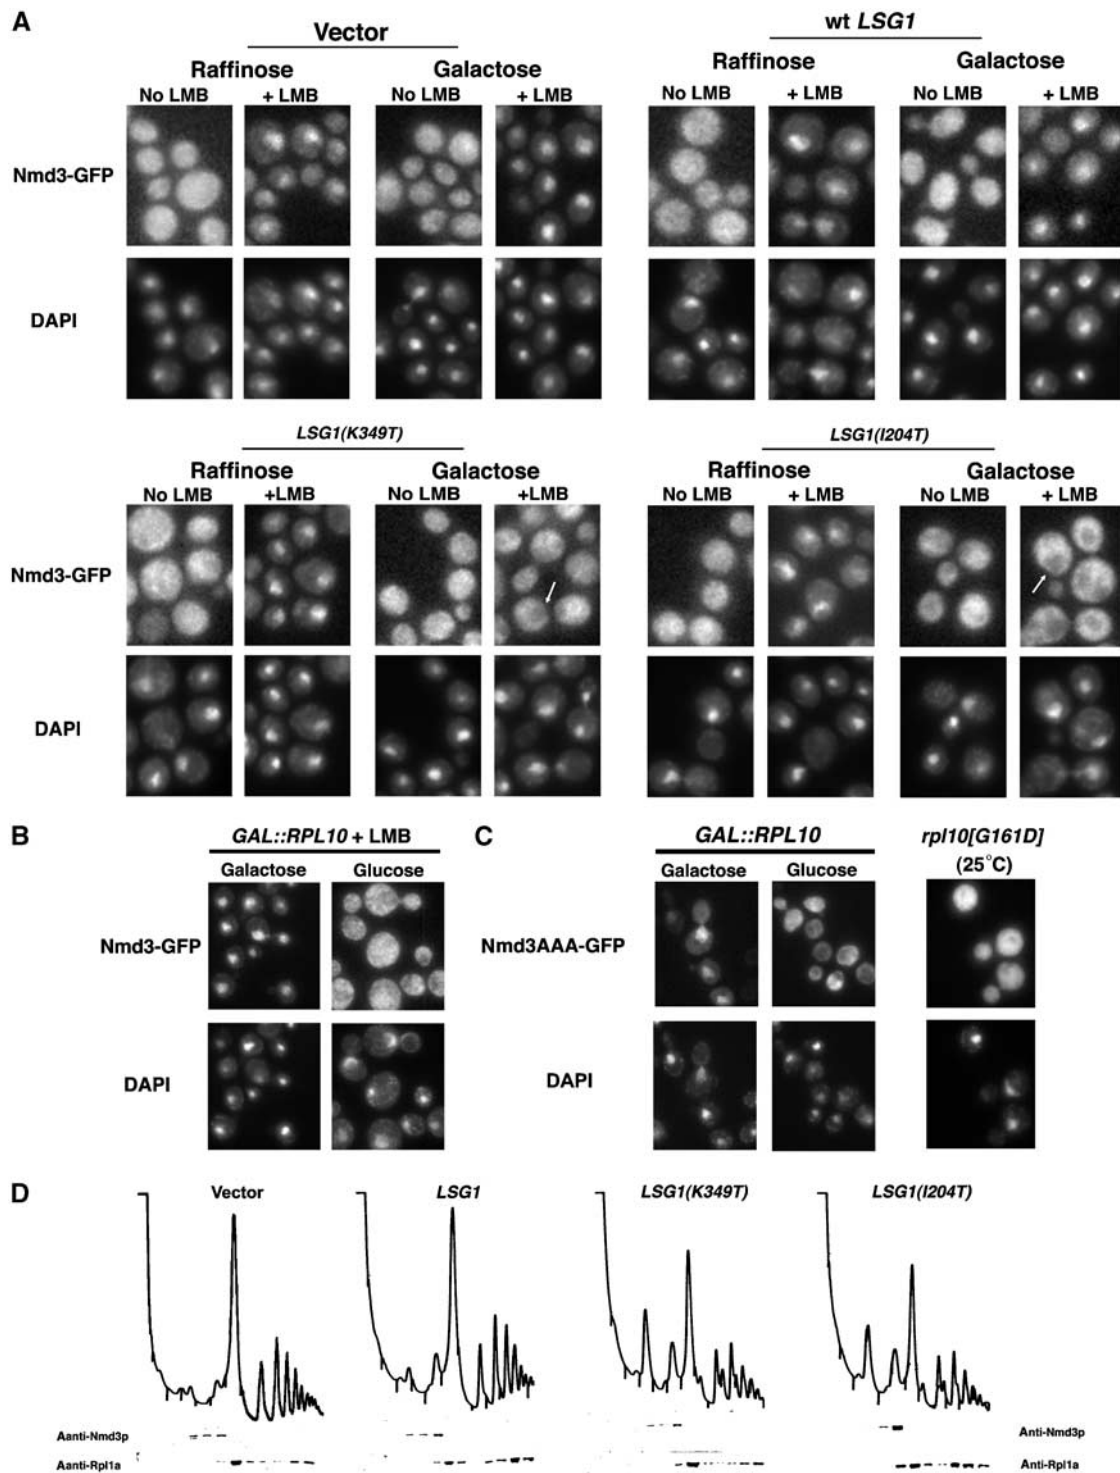 A
Vector
wt LSG1
Raffinose Galactose Raffinose Galactose
No LMB + LMB No LMB + LMB No LMB + LMB No LMB + LMB
Nmd3-GFP
DAPI
LSG1(K349T) LSG1(I204T)
Raffinose Galactose Raffinose Galactose
No LMB +LMB No LMB +LMB No LMB + LMB No LMB + LMB
Nmd3-GFP
DAPI
B GAL::RPL10 + LMB
Galactose Glucose
Nmd3-GFP
DAPI
C GAL::RPL10 rpl10[G161D]
Galactose Glucose (25°C)
Nmd3AAA-GFP
DAPI
D Vector LSG1 LSG1(K349T) LSG1(I204T)
Aanti-Nmd3p Anti-Nmd3p
Aanti-Rpl1a Anti-Rpl1a